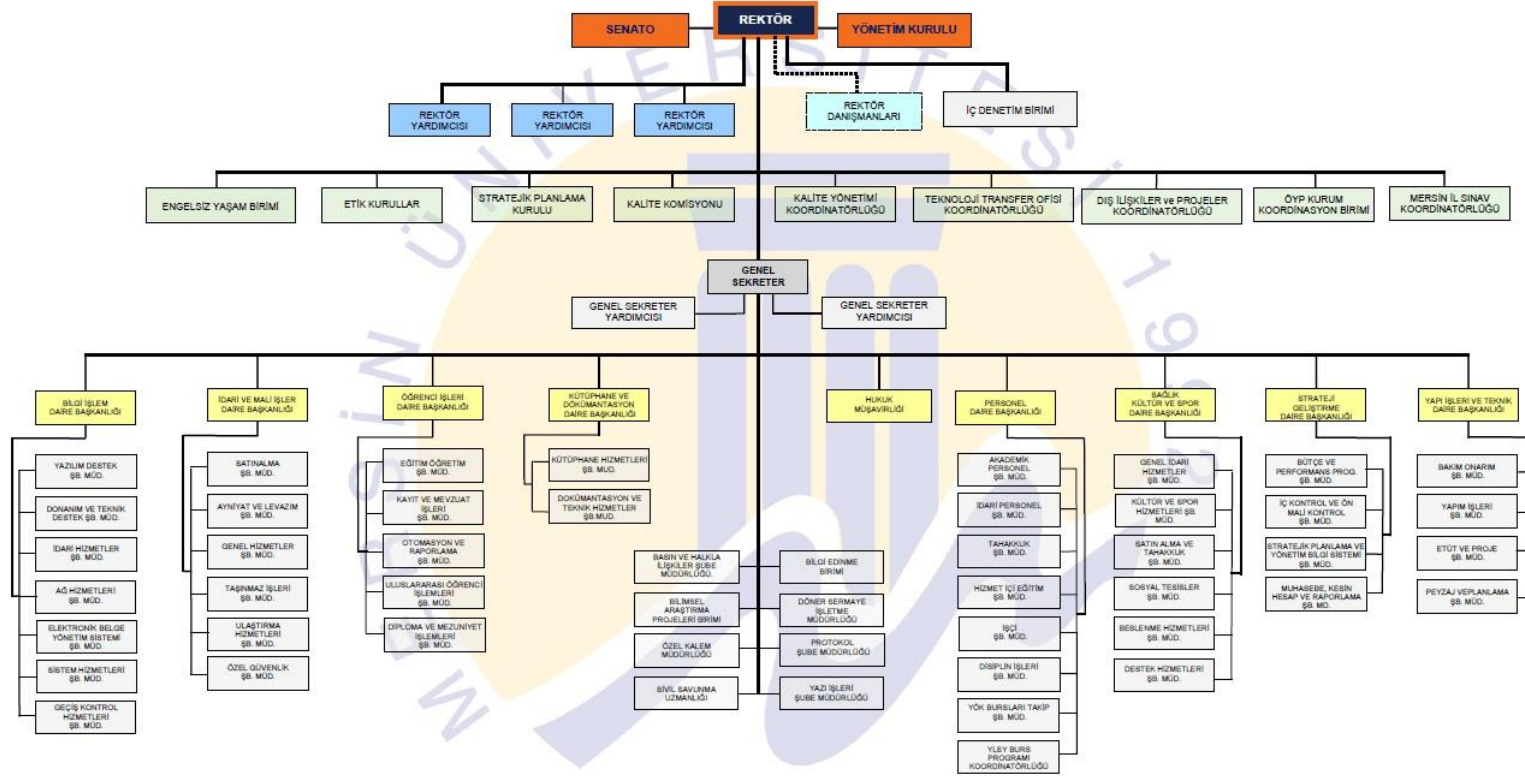 REKTÖR
SENATO
YÖNETİM KURULU
REKTÖR
YARDIMCISI
REKTÖR
YARDIMCISI
REKTÖR
YARDIMCISI
REKTÖR
DANIŞMANLARI
İÇ DENETİM BİRİMİ
ENGELSİZ YAŞAM BİRİMİ
ETİK KURULLAR
STRATEJİK PLANLAMA
KURULU
KALİTE KOMİSYONU
KALİTE YÖNETİMİ
KOORDİNATÖRLÜĞÜ
TEKNOLOJİ TRANSFER OFİSİ
KOORDİNATÖRLÜĞÜ
DIŞ İLİŞKİLER ve PROJELER
KOORDİNATÖRLÜĞÜ
ÖYP KURUM
KOORDİNASYON BİRİMİ
MERSİN İL SINAV
KOORDİNATÖRLÜĞÜ
GENEL
SEKRETER
GENEL SEKRETER
YARDIMCISI
GENEL SEKRETER
YARDIMCISI
BİLGİ İŞLEM
DAİRE BAŞKANLIĞI
YAZILIM DESTEK
ŞB. MÜD.
DONANIM VE TEKNİK
DESTEK ŞB. MÜD.
İDARİ HİZMETLER
ŞB. MÜD.
AĞ HİZMETLERİ
ŞB. MÜD.
ELEKTRONİK BELGE
YÖNETİM SİSTEMİ
ŞB. MÜD.
SİSTEM HİZMETLERİ
ŞB. MÜD.
GEÇİŞ KONTROL
HİZMETLERİ
ŞB. MÜD.
İDARİ VE MALİ İŞLER
DAİRE BAŞKANLIĞI
SATINALMA
ŞB. MÜD.
AYNİYAT VE LEVAZIM
ŞB. MÜD.
GENEL HİZMETLER
ŞB. MÜD.
TAŞINMAZ İŞLERİ
ŞB. MÜD.
ULAŞTIRMA
HİZMETLERİ
ŞB. MÜD.
ÖZEL GÜVENLİK
ŞB. MÜD.
ÖĞRENCİ İŞLERİ
DAİRE BAŞKANLIĞI
EĞİTİM ÖĞRETİM
ŞB. MÜD.
KAYIT VE MEVZUAT
İŞLERİ
ŞB. MÜD.
OTOMASYON VE
RAPORLAMA
ŞB. MÜD.
ULUSLARARASI ÖĞRENCİ
İŞLEMLERİ
ŞB. MÜD.
DİPLOMA VE MEZUNİYET
İŞLEMLERİ
ŞB. MÜD.
KÜTÜPHANE VE
DÖKÜMANTASYON
DAİRE BAŞKANLIĞI
KÜTÜPHANE HİZMETLERİ
ŞB. MUD.
DOKÜMANTASYON VE
TEKNİK HİZMETLER
ŞB.MUD.
BASIN VE HALKLA
İLİŞKİLER ŞUBE
MÜDÜRLÜĞÜ.
BİLGİ EDİNME
BİRİMİ
BİLİMSEL
ARAŞTIRMA
PROJELERİ BİRİMİ
DÖNER SERMAYE
İŞLETME
MÜDÜRLÜĞÜ
ÖZEL KALEM
MÜDÜRLÜĞÜ
PROTOKOL
ŞUBE MÜDÜRLÜĞÜ
SİVİL SAVUNMA
UZMANLIĞI
YAZI İŞLERİ
ŞUBE MÜDÜRLÜĞÜ
HUKUK
MÜŞAVİRLİĞİ
PERSONEL
DAİRE BAŞKANLIĞI
AKADEMİK
PERSONEL
ŞB. MÜD.
İDARİ PERSONEL
ŞB. MÜD.
TAHAKKUK
ŞB. MÜD.
HİZMET İÇİ EĞİTİM
ŞB. MÜD.
İŞÇİ
ŞB. MÜD.
DİSİPLİN İŞLERİ
ŞB. MÜD.
YÖK BURSLARI TAKİP
ŞB. MÜD.
YLSY BURS
PROGRAMI
KOORDİNATÖRLÜĞÜ
SAĞLIK
KÜLTÜR VE SPOR
DAİRE BAŞKANLIĞI
GENEL İDARİ
HİZMETLER
ŞB. MÜD.
KÜLTÜR VE SPOR
HİZMETLERİ ŞB.
MÜD.
SATIN ALMA VE
TAHAKKUK
ŞB. MÜD.
SOSYAL TESİSLER
ŞB. MÜD.
BESLENME HİZMETLERİ
ŞB. MÜD.
DESTEK HİZMETLERİ
ŞB. MÜD.
STRATEJİ
GELİŞTİRME
DAİRE BAŞKANLIĞI
BÜTÇE VE
PERFORMANS PROG.
ŞB. MÜD.
İÇ KONTROL VE ÖN
MALİ KONTROL
ŞB. MÜD.
STRATEJİK PLANLAMA VE
YÖNETİM BİLGİ SİSTEMİ
ŞB. MÜD.
MUHASEBE, KESİN
HESAP VE RAPORLAMA
ŞB. MD.
YAPI İŞLERİ VE TEKNİK
DAİRE BAŞKANLIĞI
BAKIM ONARIM
ŞB. MÜD.
YAPIM İŞLERİ
ŞB. MÜD.
ETÜT VE PROJE
ŞB. MÜD.
PEYZAJ VEPLANLAMA
ŞB. MÜD.
MERSİN ÜNİVERSİTESİ 1992